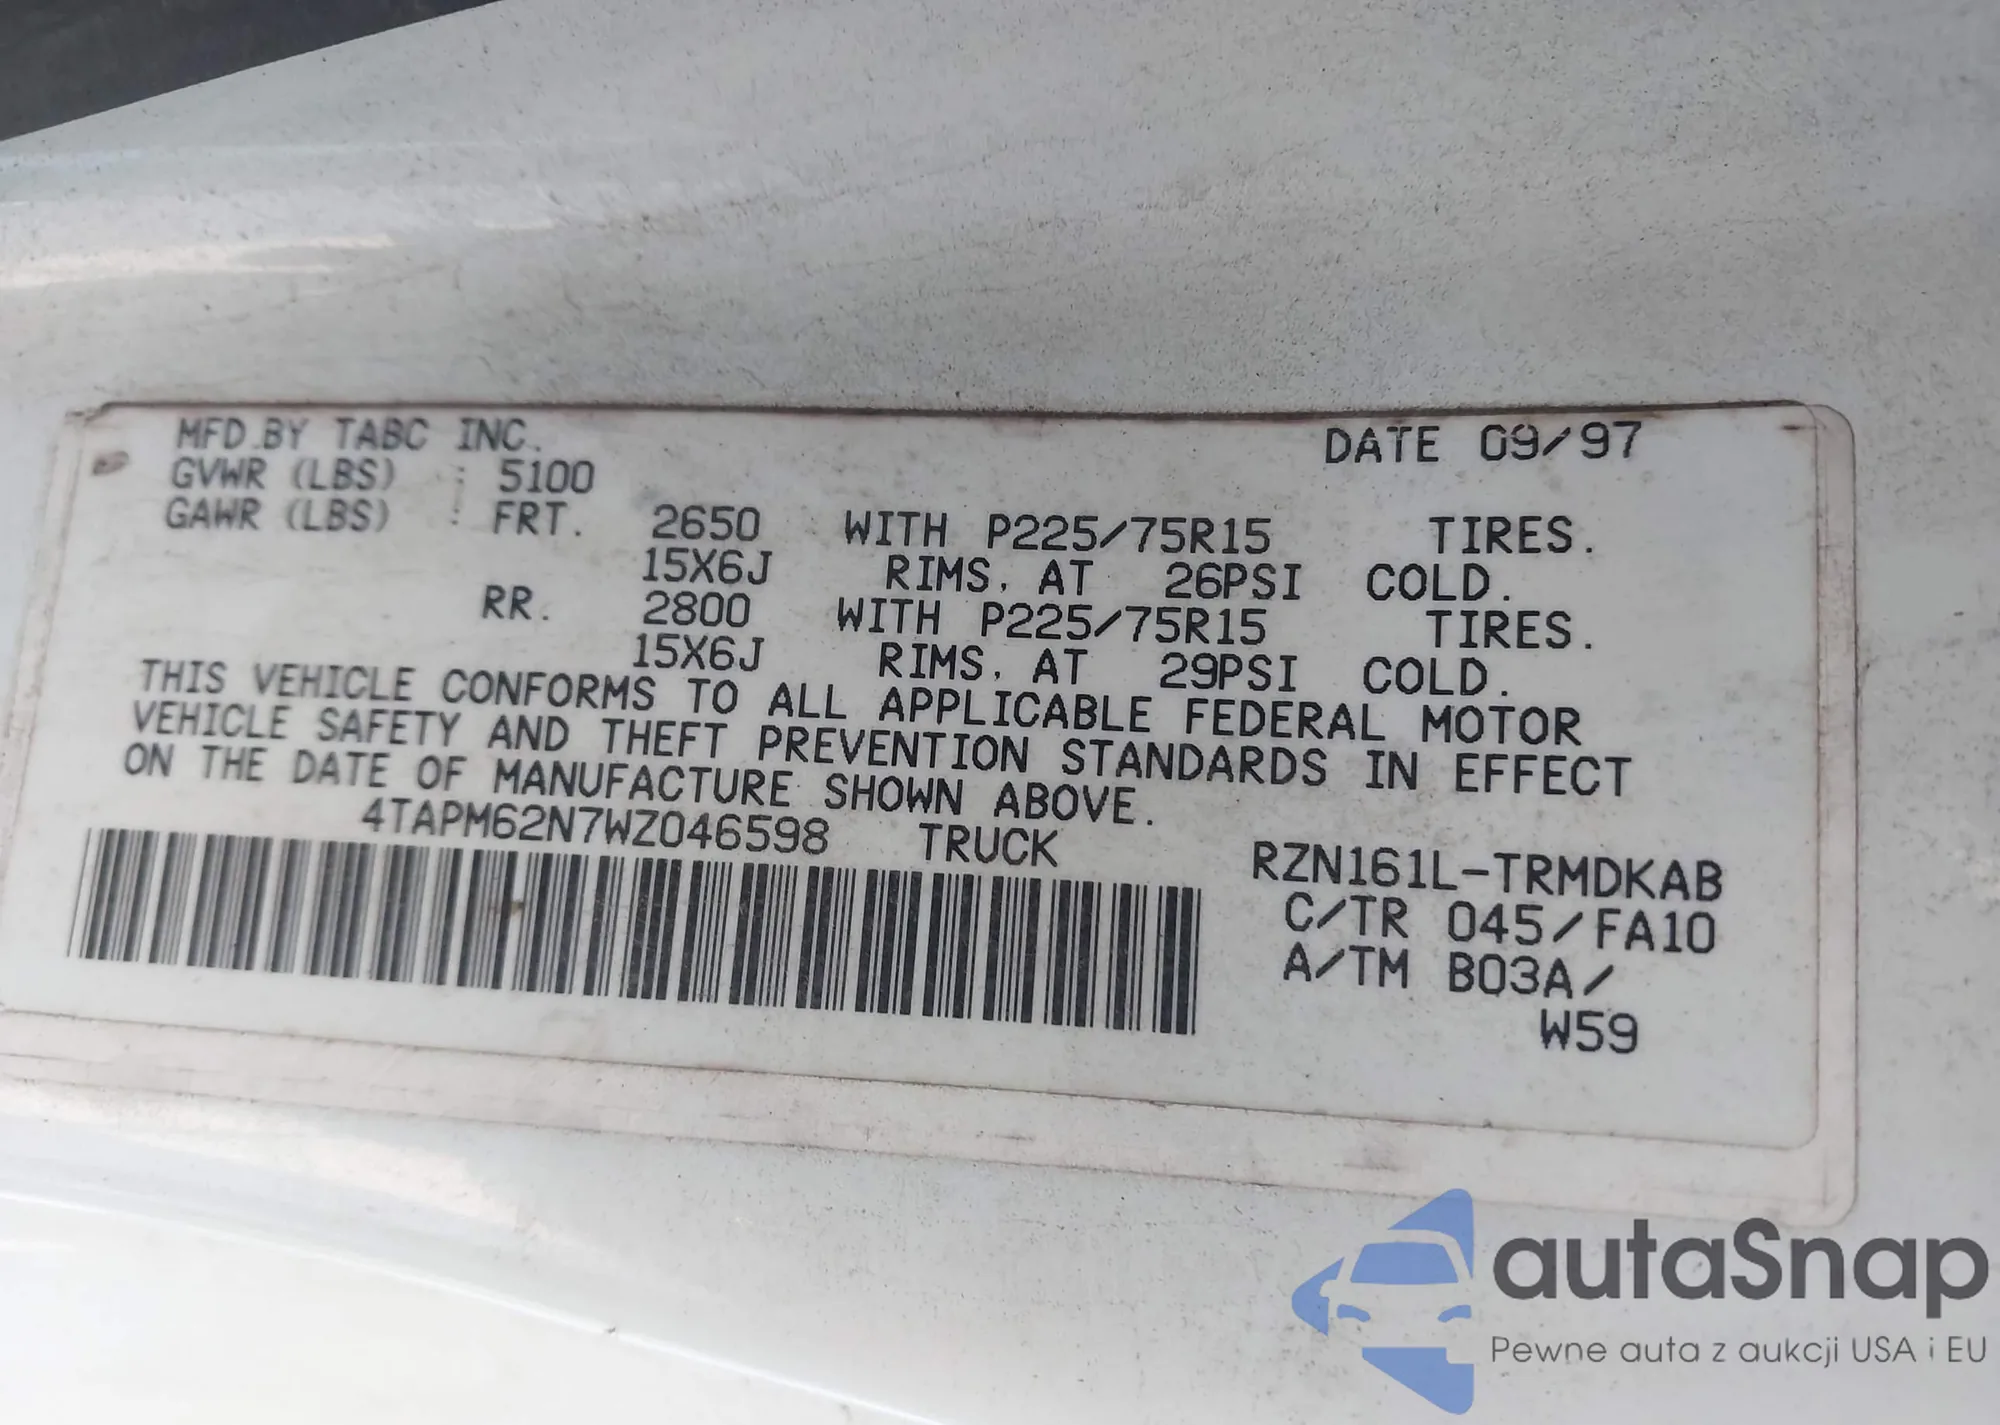 MFD.BY TABC INC. DATE 09/97
GVWR (LBS) : 5100
GAWR (LBS) : FRT. 2650 WITH P225/75R15 TIRES.
15X6J RIMS, AT 26PSI COLD.
RR. 2800 WITH P225/75R15 TIRES.
15X6J RIMS, AT 29PSI COLD.
THIS VEHICLE CONFORMS TO ALL APPLICABLE FEDERAL MOTOR
VEHICLE SAFETY AND THEFT PREVENTION STANDARDS IN EFFECT
ON THE DATE OF MANUFACTURE SHOWN ABOVE.
4TAPM62N7WZ046598 TRUCK
RZN161L-TRMDKAB
C/TR 045/FA10
A/TM B03A/
W59
autaSnap
Pewne auta z aukcji USA i EU